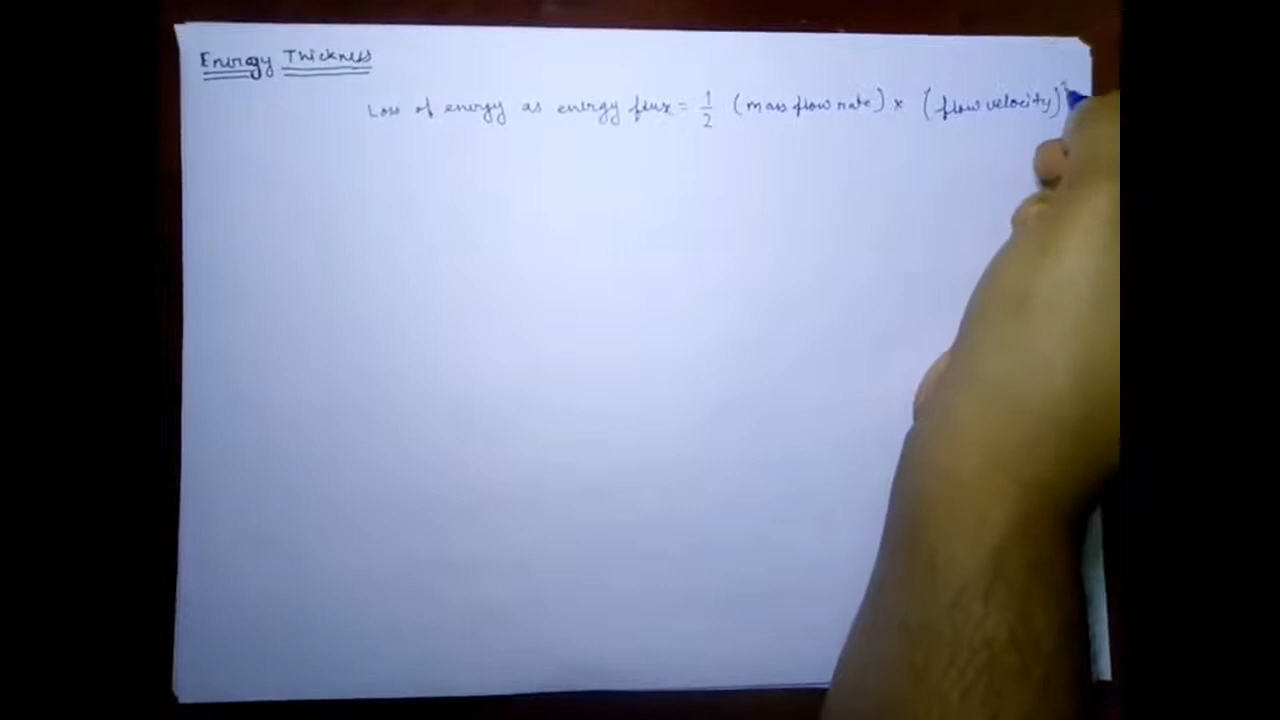 Energy Thickness
Loss of energy as energy flux = 1/2 (mass flow rate) × (flow velocity)